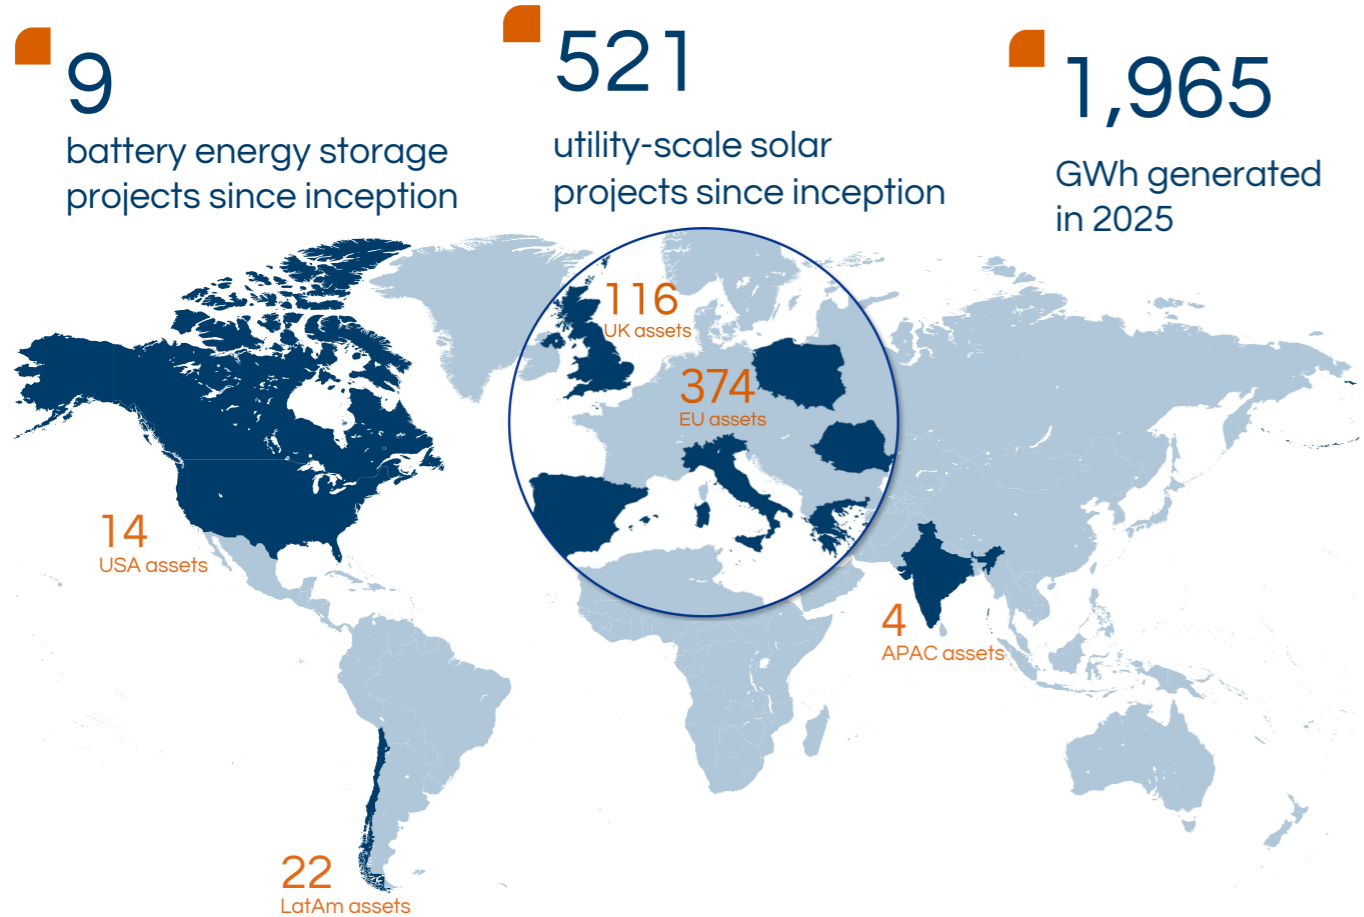 9
battery energy storage
projects since inception
521
utility-scale solar
projects since inception
1,965
GWh generated
in 2025
116
UK assets
374
EU assets
14
USA assets
4
APAC assets
22
LatAm assets